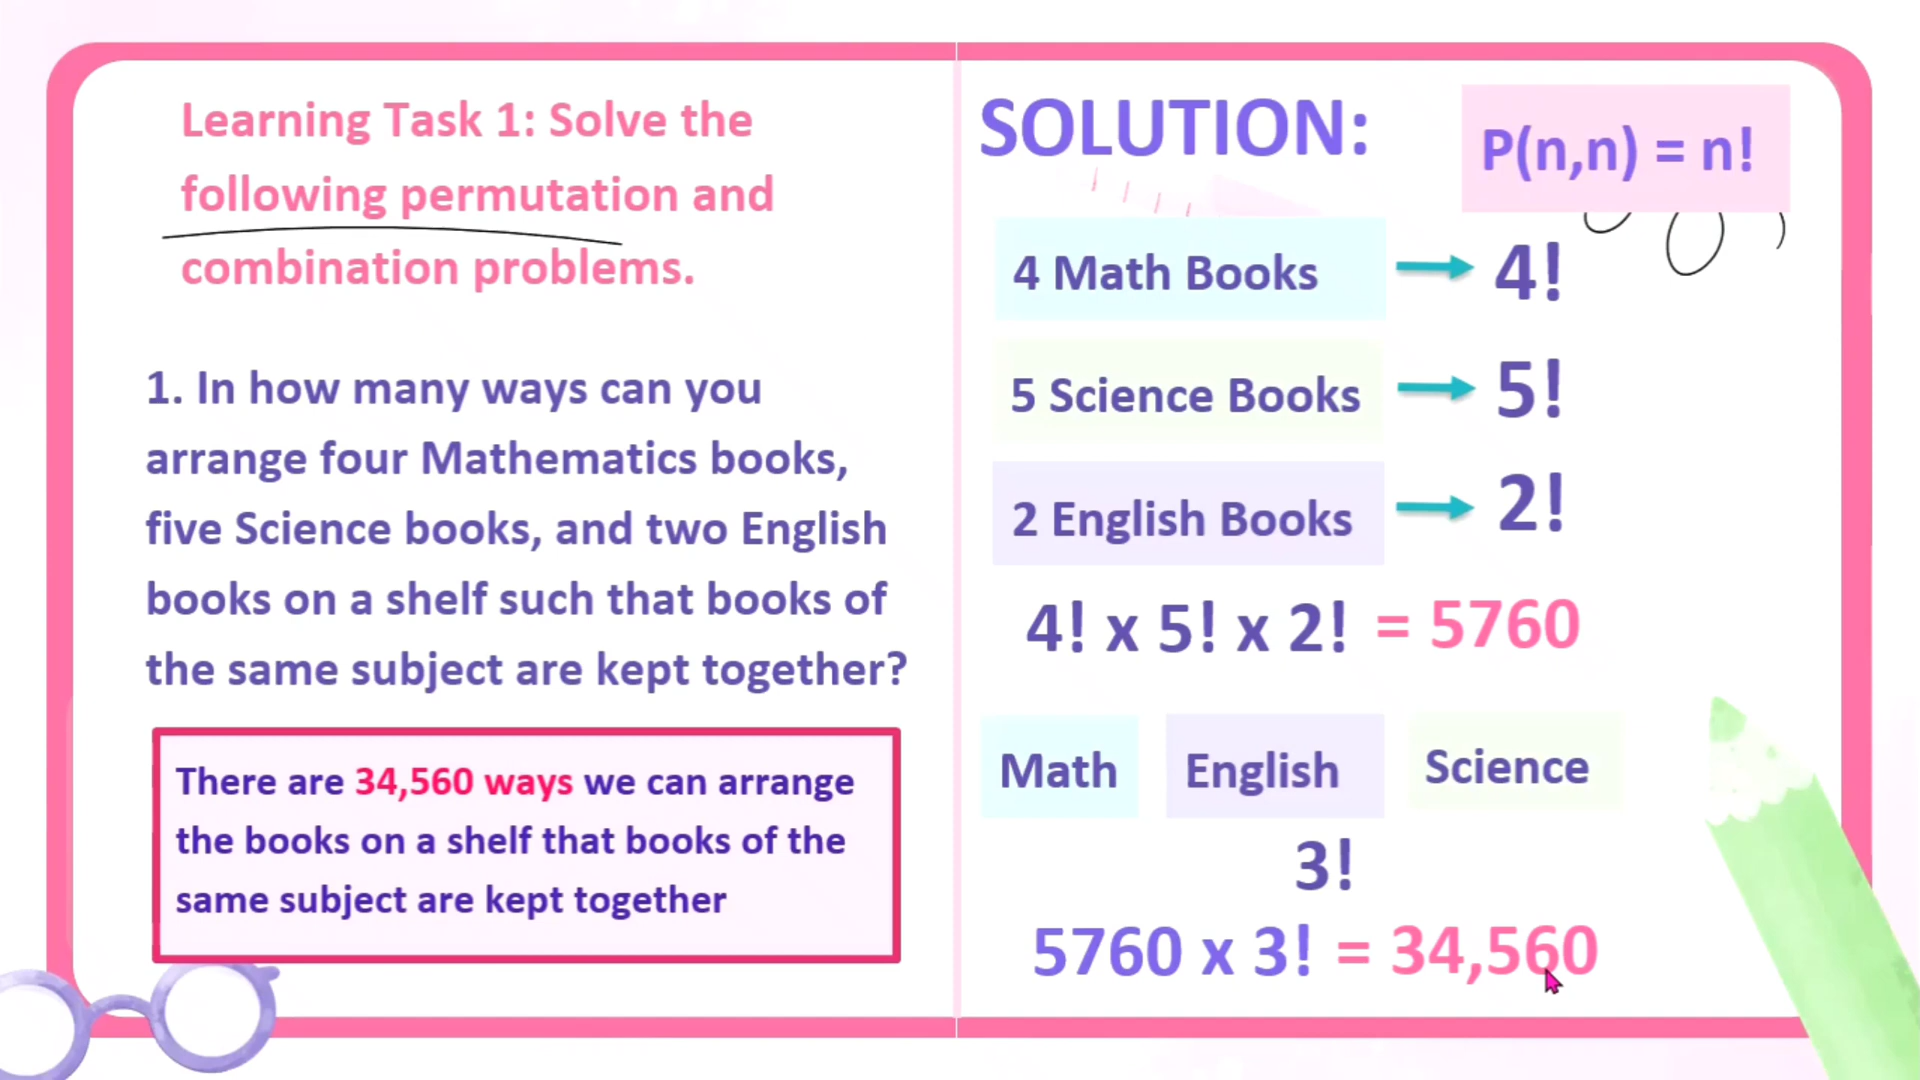 Learning Task 1: Solve the
following permutation and
combination problems.
1. In how many ways can you
arrange four Mathematics books,
five Science books, and two English
books on a shelf such that books of
the same subject are kept together?
There are 34,560 ways we can arrange
the books on a shelf that books of the
same subject are kept together
SOLUTION:
P(n,n) = n!
4 Math Books 4!
5 Science Books 5!
2 English Books 2!
4! x 5! x 2! = 5760
Math English Science
3!
5760 x 3! = 34,560